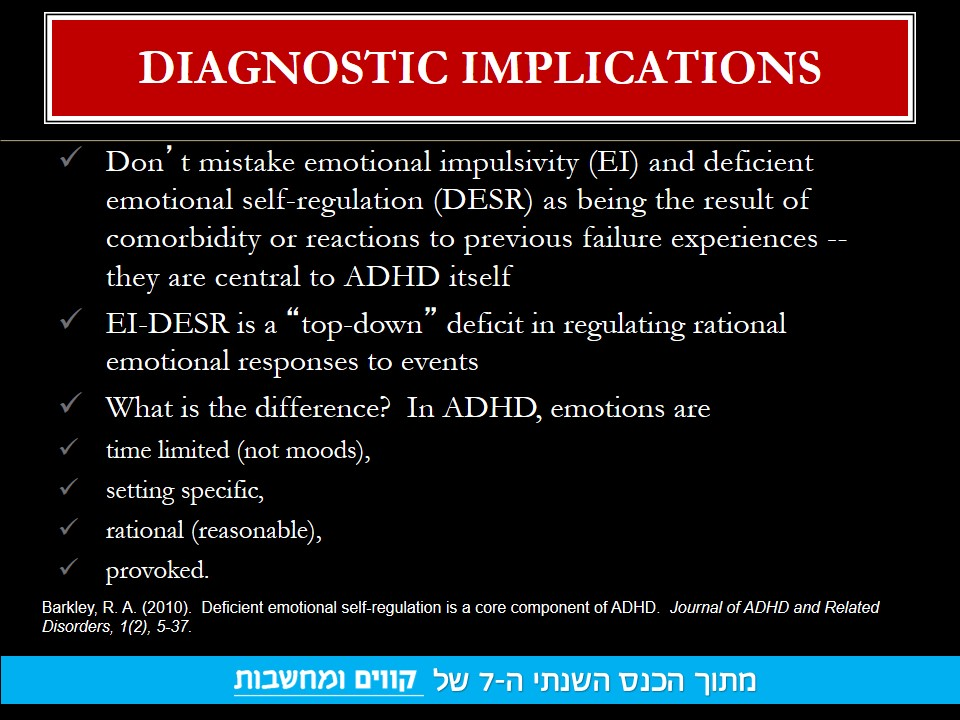 DIAGNOSTIC IMPLICATIONS
Don’t mistake emotional impulsivity (EI) and deficient
emotional self-regulation (DESR) as being the result of
comorbidity or reactions to previous failure experiences --
they are central to ADHD itself
EI-DESR is a “top-down” deficit in regulating rational
emotional responses to events
What is the difference?  In ADHD, emotions are
time limited (not moods),
setting specific,
rational (reasonable),
provoked.
Barkley, R. A. (2010).  Deficient emotional self-regulation is a core component of ADHD.  Journal of ADHD and Related
Disorders, 1(2), 5-37.
מתוך הכנס השנתי ה-7 של קווים ומחשבות